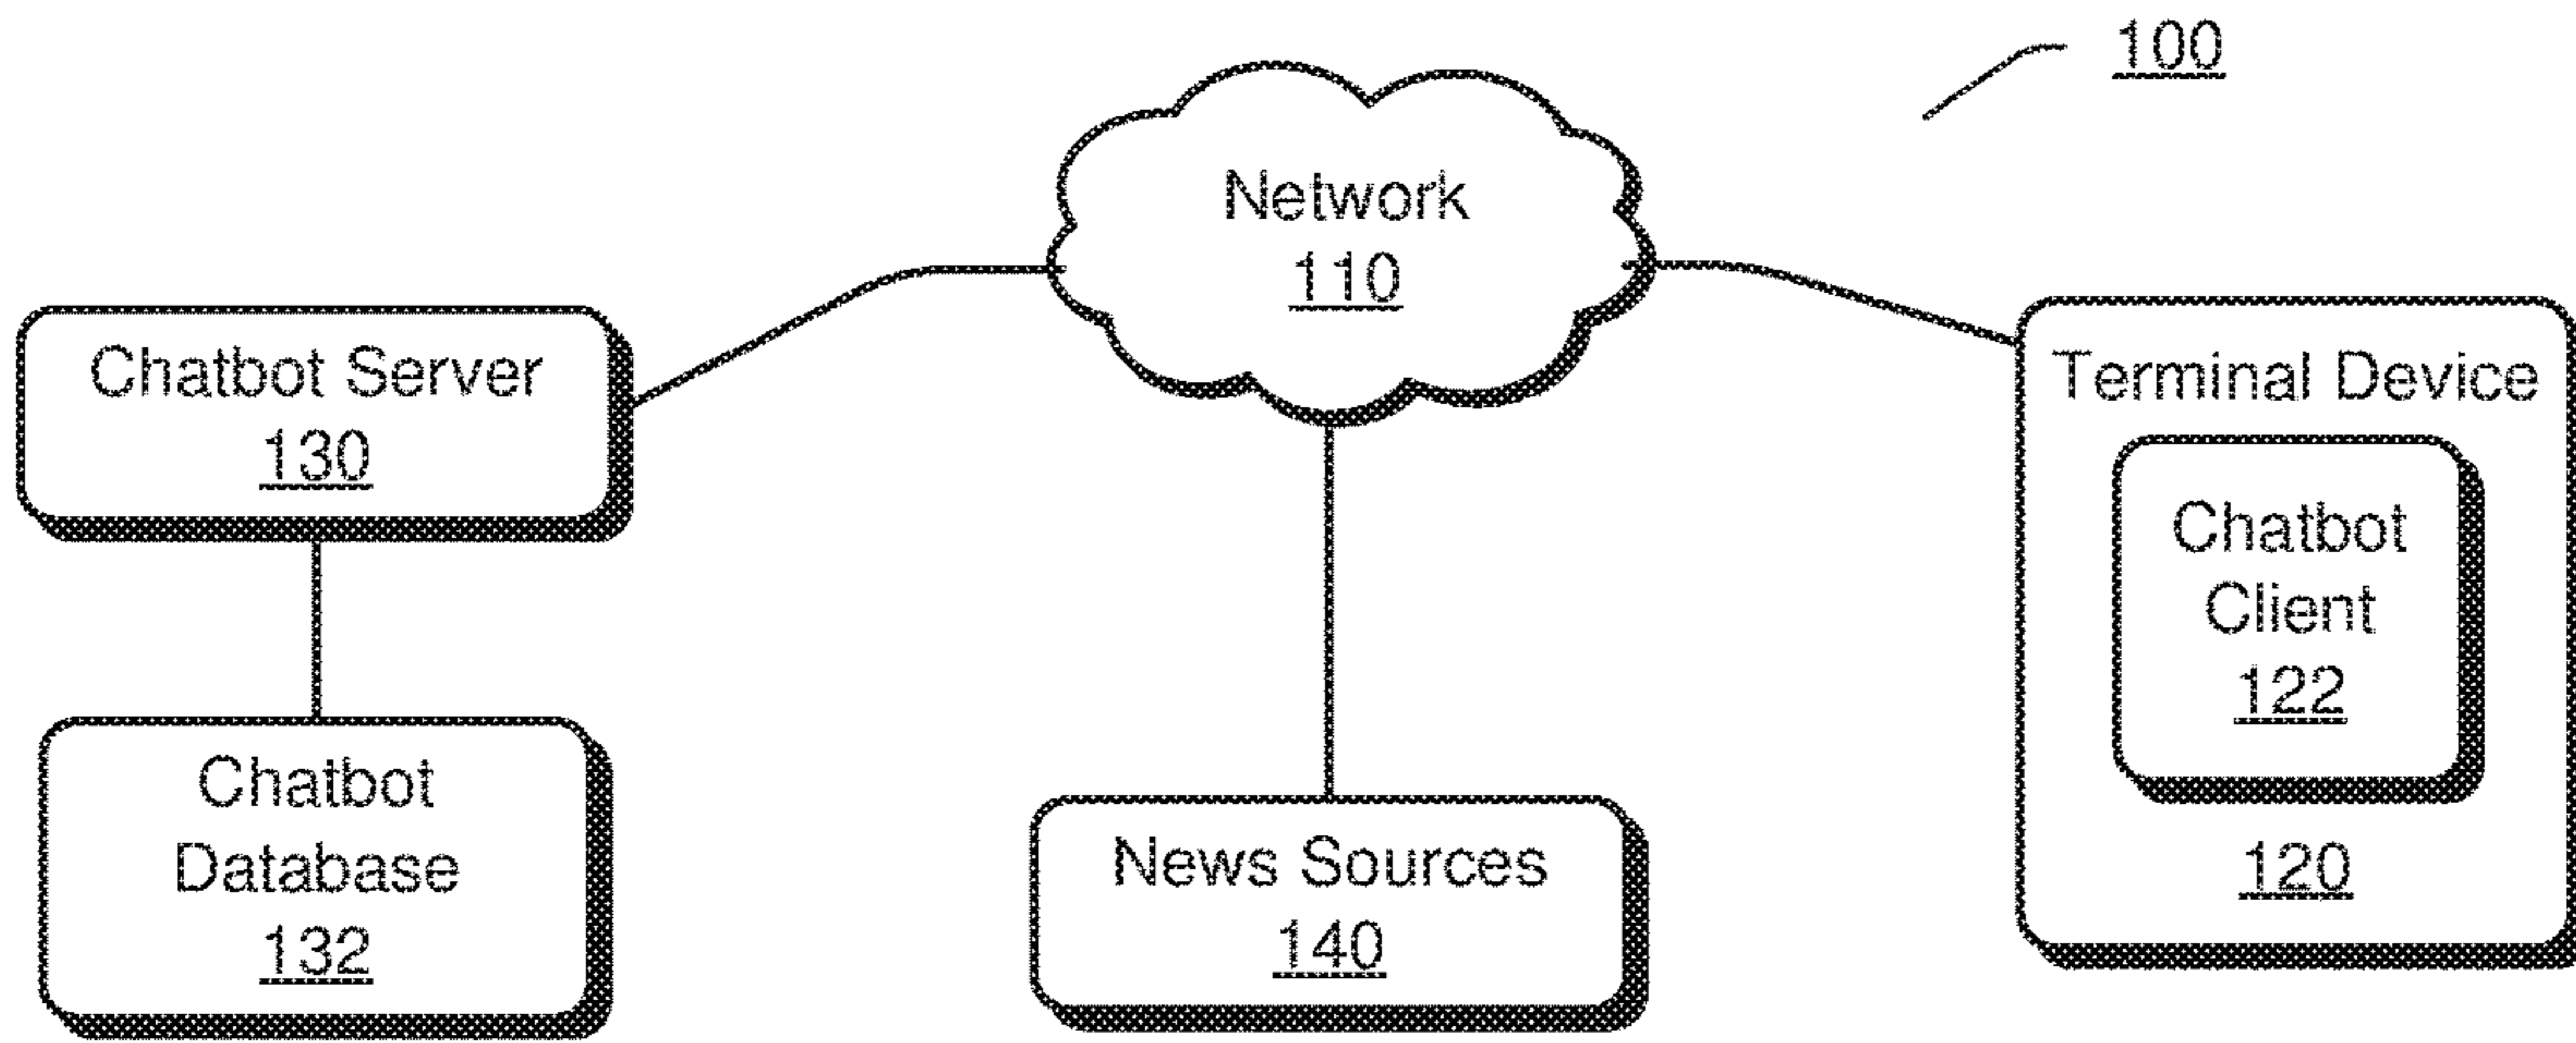 100
Network
110
Chatbot Server
130
Terminal Device
Chatbot
Client
122
120
Chatbot
Database
132
News Sources
140